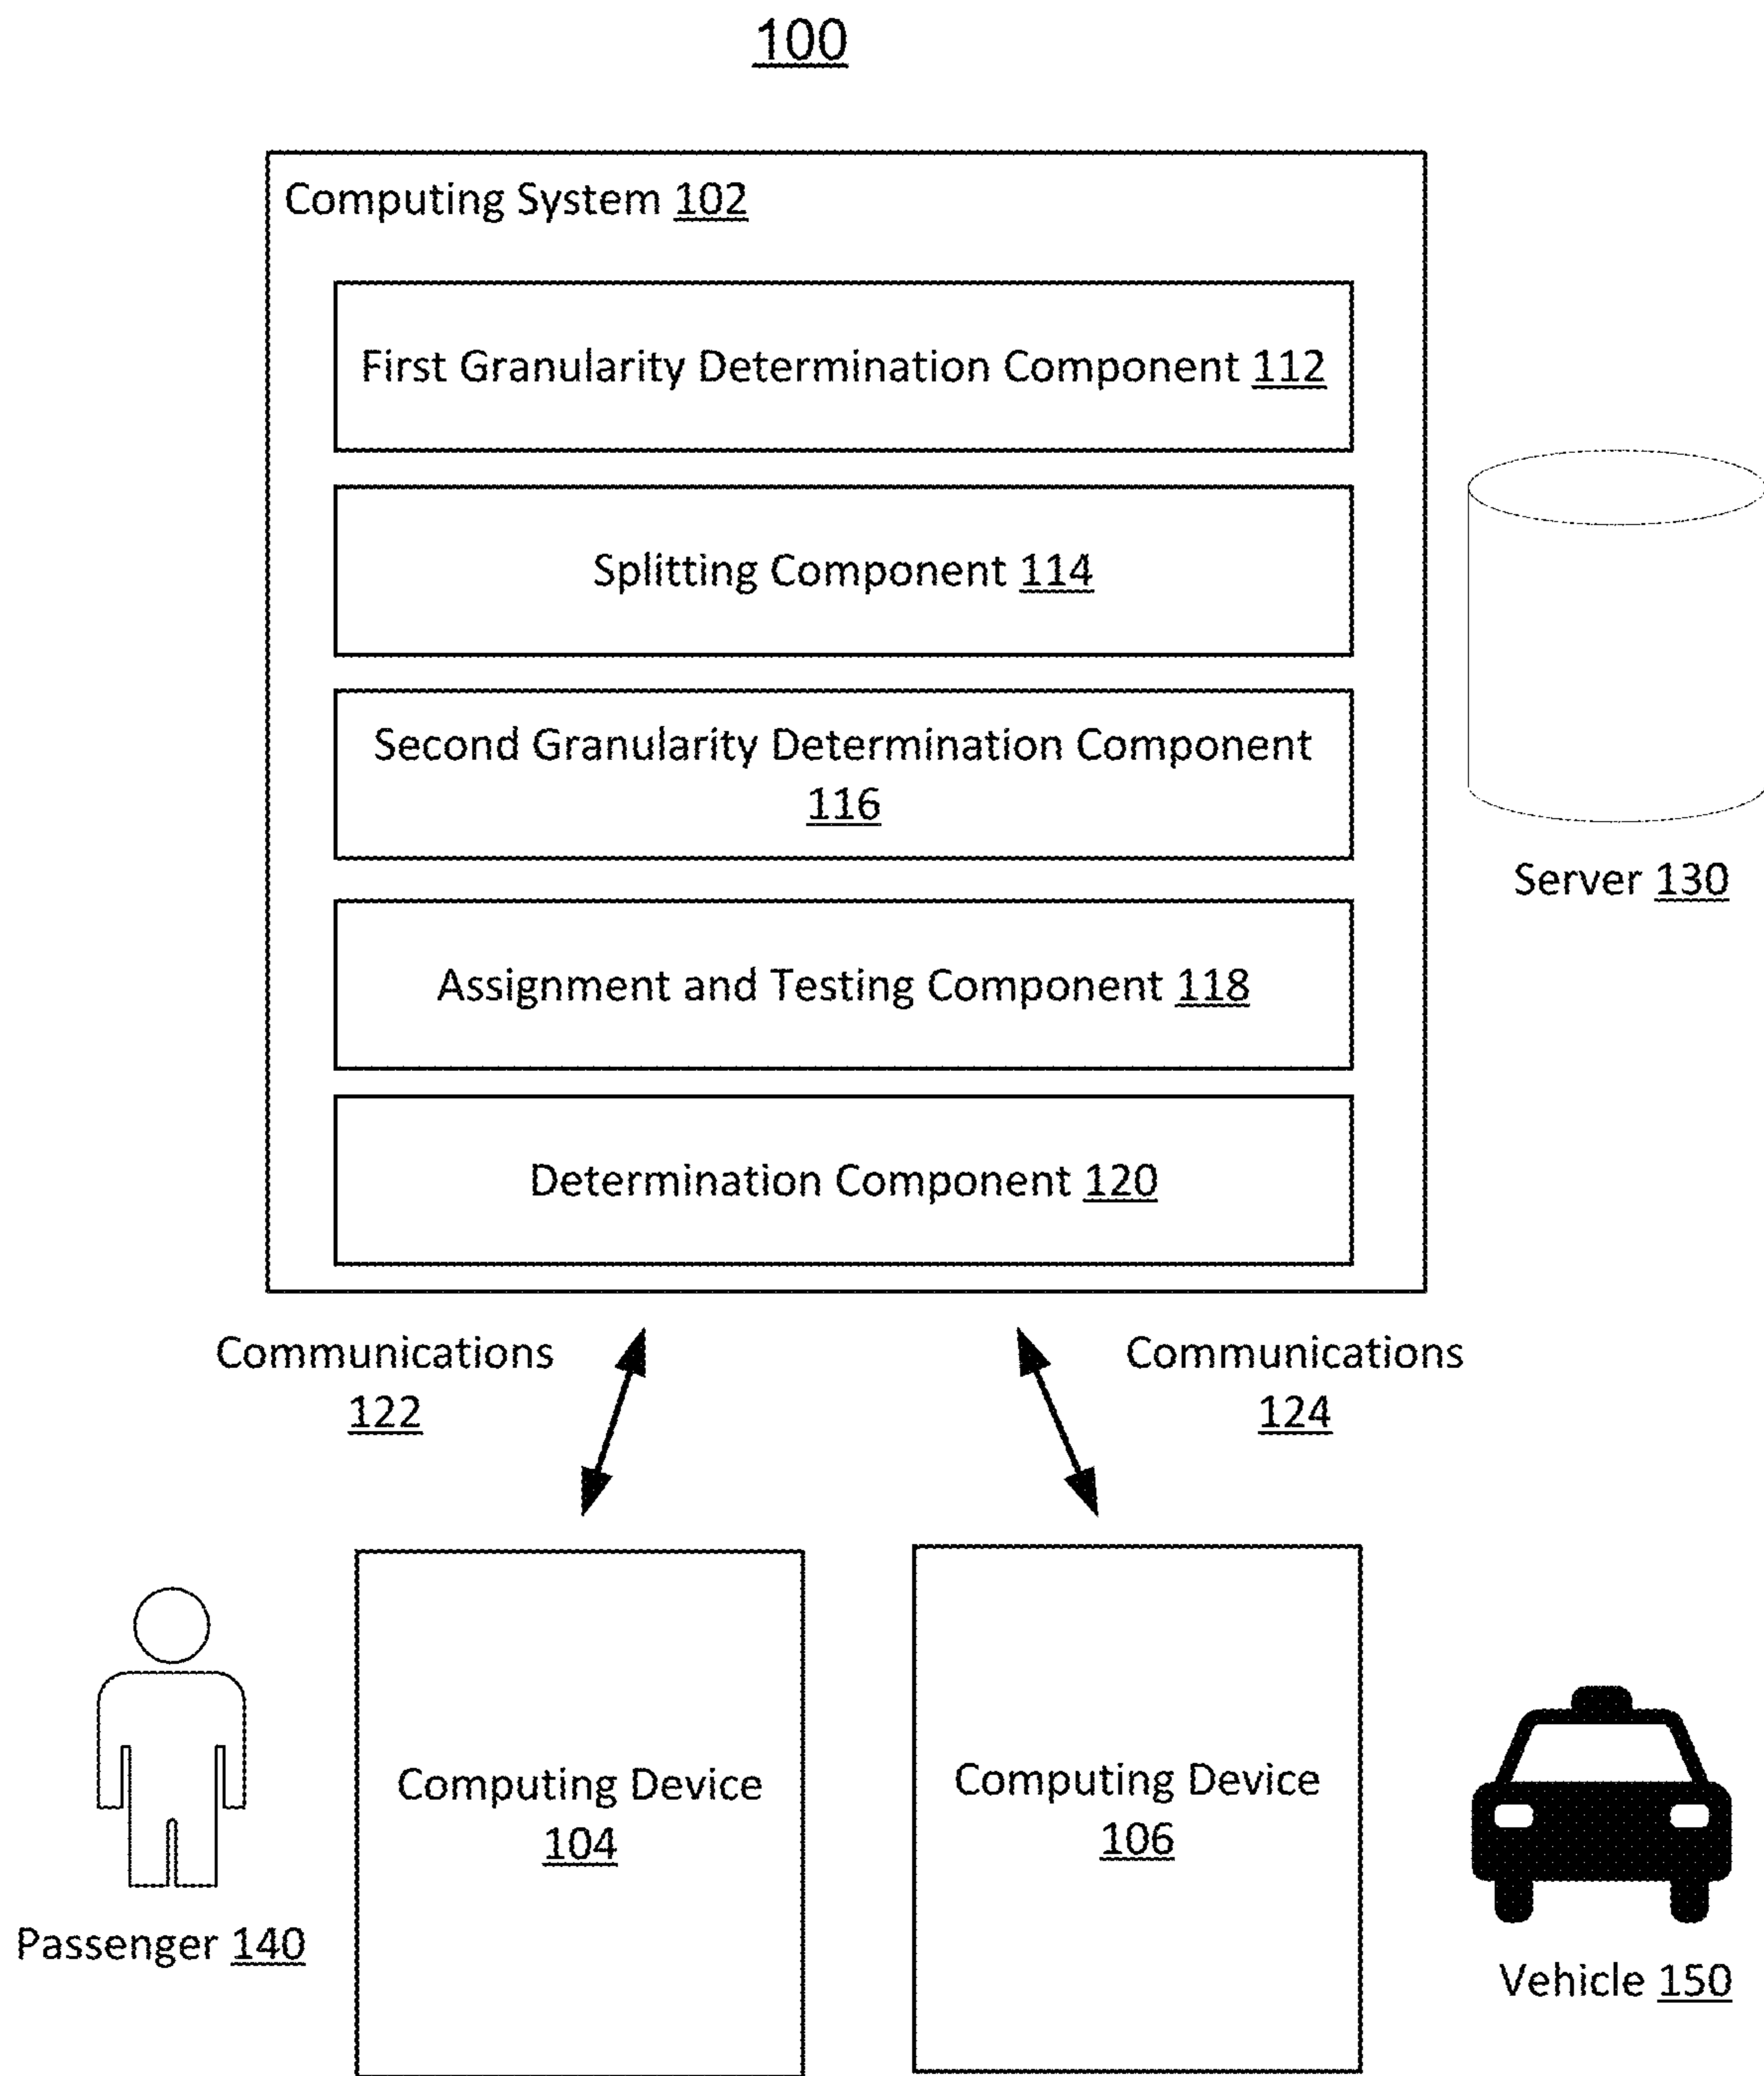 100
Computing System 102
First Granularity Determination Component 112
Splitting Component 114
Second Granularity Determination Component
116
Server 130
Assignment and Testing Component 118
Determination Component 120
Communications
122
Communications
124
Computing Device
104
Computing Device
106
Passenger 140
Vehicle 150